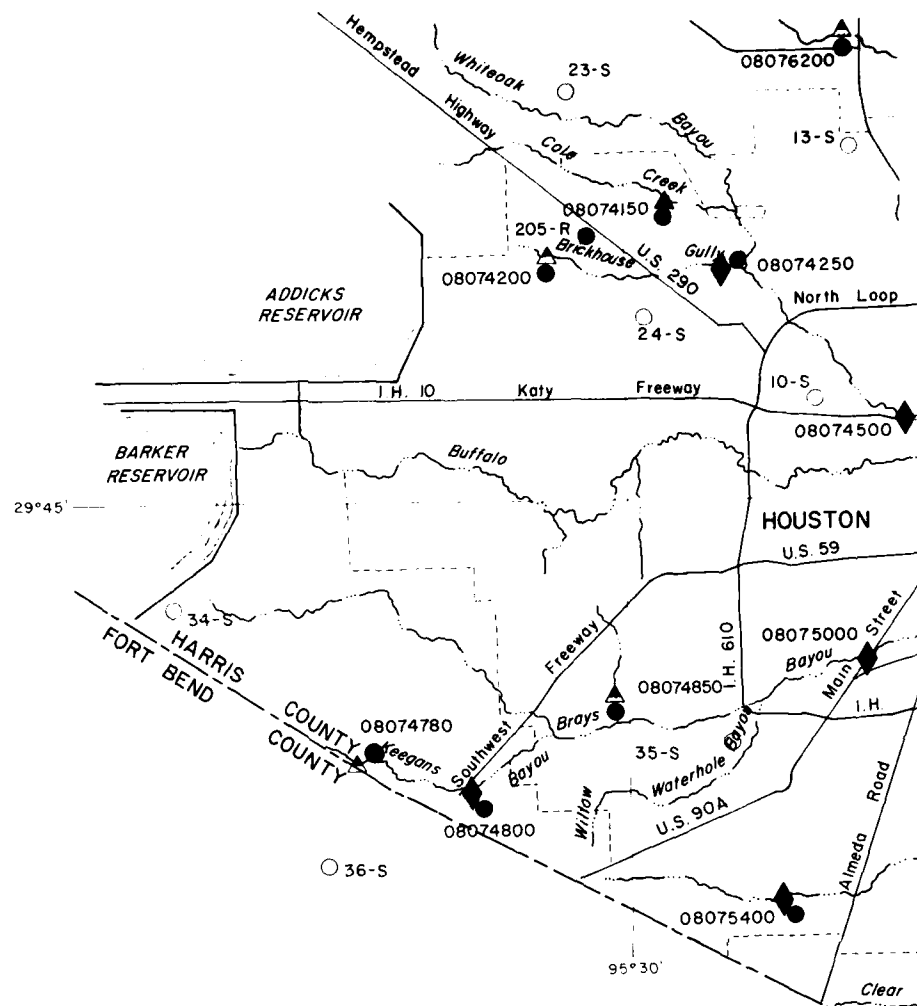 Hempstead
Highway
Whiteoak
Bayou
23-S
08076200
13-S
Cole
Creek
08074150
205-R
Brickhouse
Gully
U.S. 290
08074200
08074250
24-S
North Loop
ADDICKS
RESERVOIR
I.H. 10 Katy Freeway
10-S
08074500
BARKER
RESERVOIR
Buffalo
29°45'
HOUSTON
U.S. 59
34-S
HARRIS
COUNTY
FORT BEND
COUNTY
Southwest
Freeway
I.H. 610
08075000
Main Street
Bayou
08074850
I.H.
08074780
Keegans
Bayou
Brays
Bayou
35-S
Willow
Waterhole
U.S. 90A
08074800
36-S
Almeda Road
08075400
95°30'
Clear